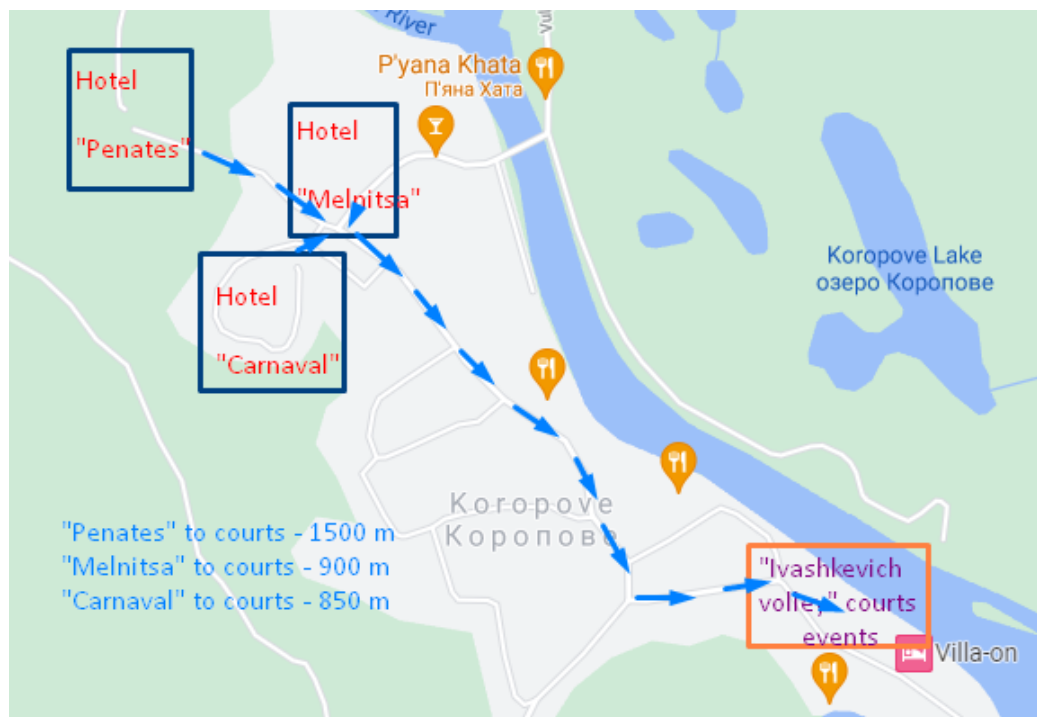 River
Vul
P'yana Khata
П'яна Хата
Hotel
"Penates"
Hotel
"Melnitsa"
Koropove Lake
озеро Коропове
Hotel
"Carnaval"
Koropove
Коропове
"Penates" to courts - 1500 m
"Melnitsa" to courts - 900 m
"Carnaval" to courts - 850 m
"Ivashkevich
volley" courts
events
Villa-on